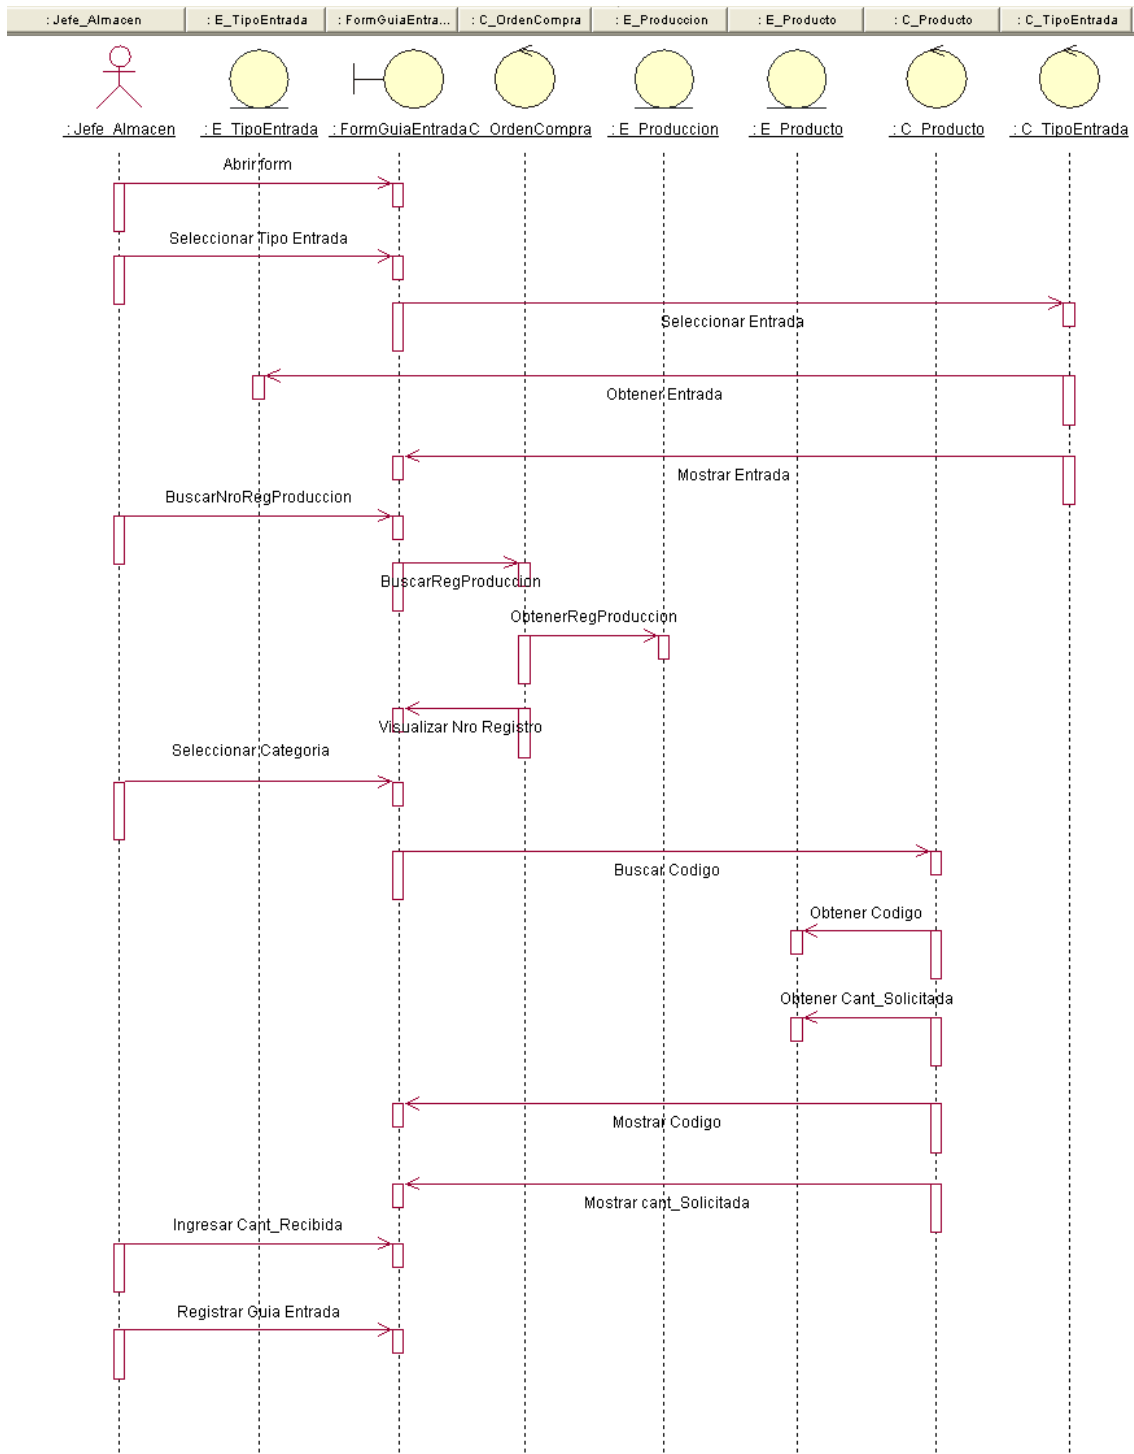 : Jefe_Almacen
: E_TipoEntrada
: FormGuiaEntra...
: C_OrdenCompra
: E_Produccion
: E_Producto
: C_Producto
: C_TipoEntrada
: Jefe_Almacen
: E_TipoEntrada
: FormGuiaEntrada
C_OrdenCompra
: E_Produccion
: E_Producto
: C_Producto
: C_TipoEntrada
Abrir form
Seleccionar Tipo Entrada
Seleccionar Entrada
Obtener Entrada
Mostrar Entrada
BuscarNroRegProduccion
BuscarRegProduccion
ObtenerRegProduccion
Visualizar Nro Registro
Seleccionar Categoria
Buscar Codigo
Obtener Codigo
Obtener Cant_Solicitada
Mostrar Codigo
Mostrar cant_Solicitada
Ingresar Cant_Recibida
Registrar Guia Entrada